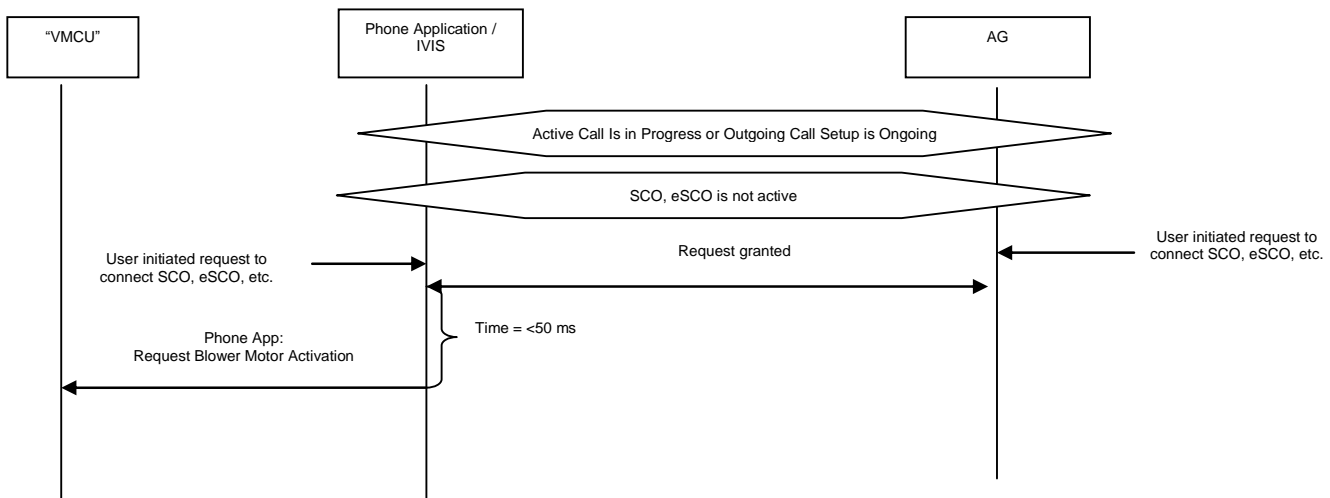 “VMCU”
Phone Application /
IVIS
AG
Active Call Is in Progress or Outgoing Call Setup is Ongoing
SCO, eSCO is not active
User initiated request to
connect SCO, eSCO, etc.
Request granted
User initiated request to
connect SCO, eSCO, etc.
Time = <50 ms
Phone App:
Request Blower Motor Activation